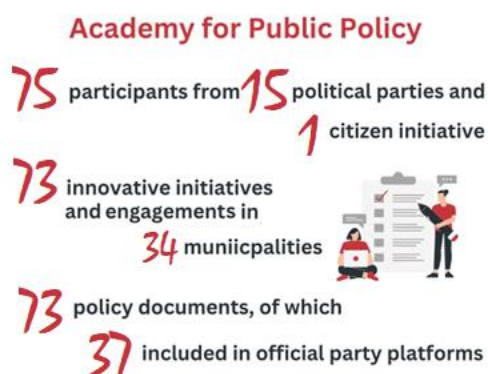 Academy for Public Policy
75 participants from 15 political parties and
1 citizen initiative
73 innovative initiatives
and engagements in
34 muniicpalities
73 policy documents, of which
37 included in official party platforms